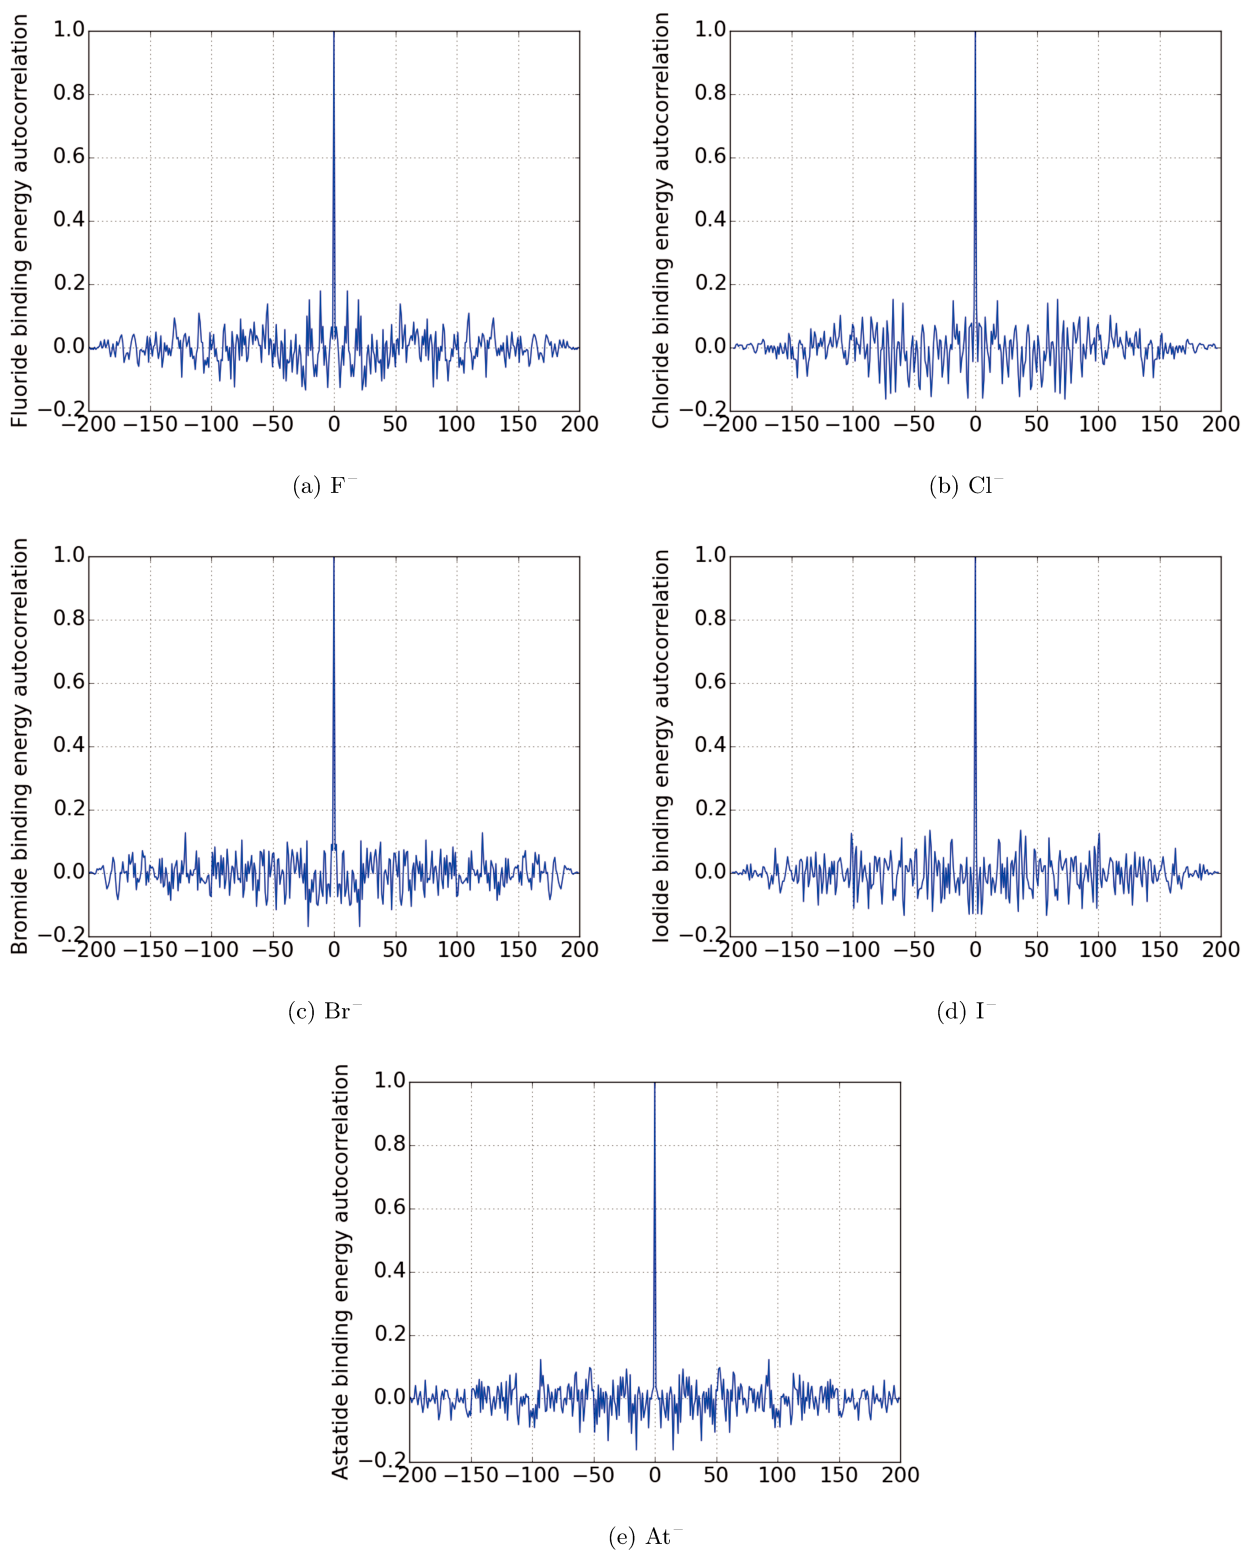 Fluoride binding energy autocorrelation
1.0
0.8
0.6
0.4
0.2
0.0
−0.2
−200 −150 −100 −50 0 50 100 150 200
(a) F⁻
Chloride binding energy autocorrelation
1.0
0.8
0.6
0.4
0.2
0.0
−0.2
−200 −150 −100 −50 0 50 100 150 200
(b) Cl⁻
Bromide binding energy autocorrelation
1.0
0.8
0.6
0.4
0.2
0.0
−0.2
−200 −150 −100 −50 0 50 100 150 200
(c) Br⁻
Iodide binding energy autocorrelation
1.0
0.8
0.6
0.4
0.2
0.0
−0.2
−200 −150 −100 −50 0 50 100 150 200
(d) I⁻
Astatide binding energy autocorrelation
1.0
0.8
0.6
0.4
0.2
0.0
−0.2
−200 −150 −100 −50 0 50 100 150 200
(e) At⁻